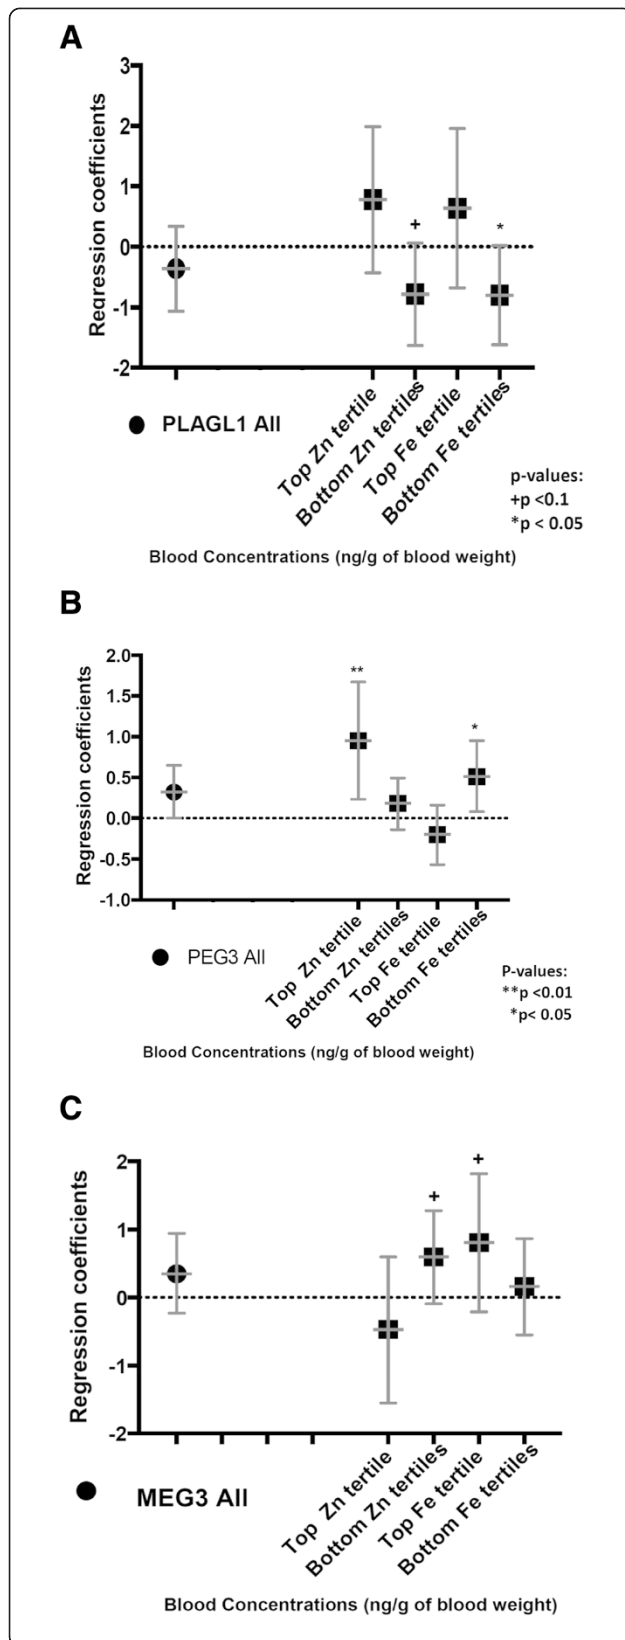 A
3
2
1
0
-1
-2
Regression coefficients
+
*
Top Zn tertile
Bottom Zn tertiles
Top Fe tertile
Bottom Fe tertiles
PLAGL1 All
p-values:
+p <0.1
*p < 0.05
Blood Concentrations (ng/g of blood weight)
B
2.0
1.5
1.0
0.5
0.0
-0.5
-1.0
Regression coefficients
**
*
Top Zn tertile
Bottom Zn tertiles
Top Fe tertile
Bottom Fe tertiles
PEG3 All
P-values:
**p <0.01
*p< 0.05
Blood Concentrations (ng/g of blood weight)
C
2
1
0
-1
-2
Regression coefficients
+
+
Top Zn tertile
Bottom Zn tertiles
Top Fe tertile
Bottom Fe tertiles
MEG3 All
Blood Concentrations (ng/g of blood weight)